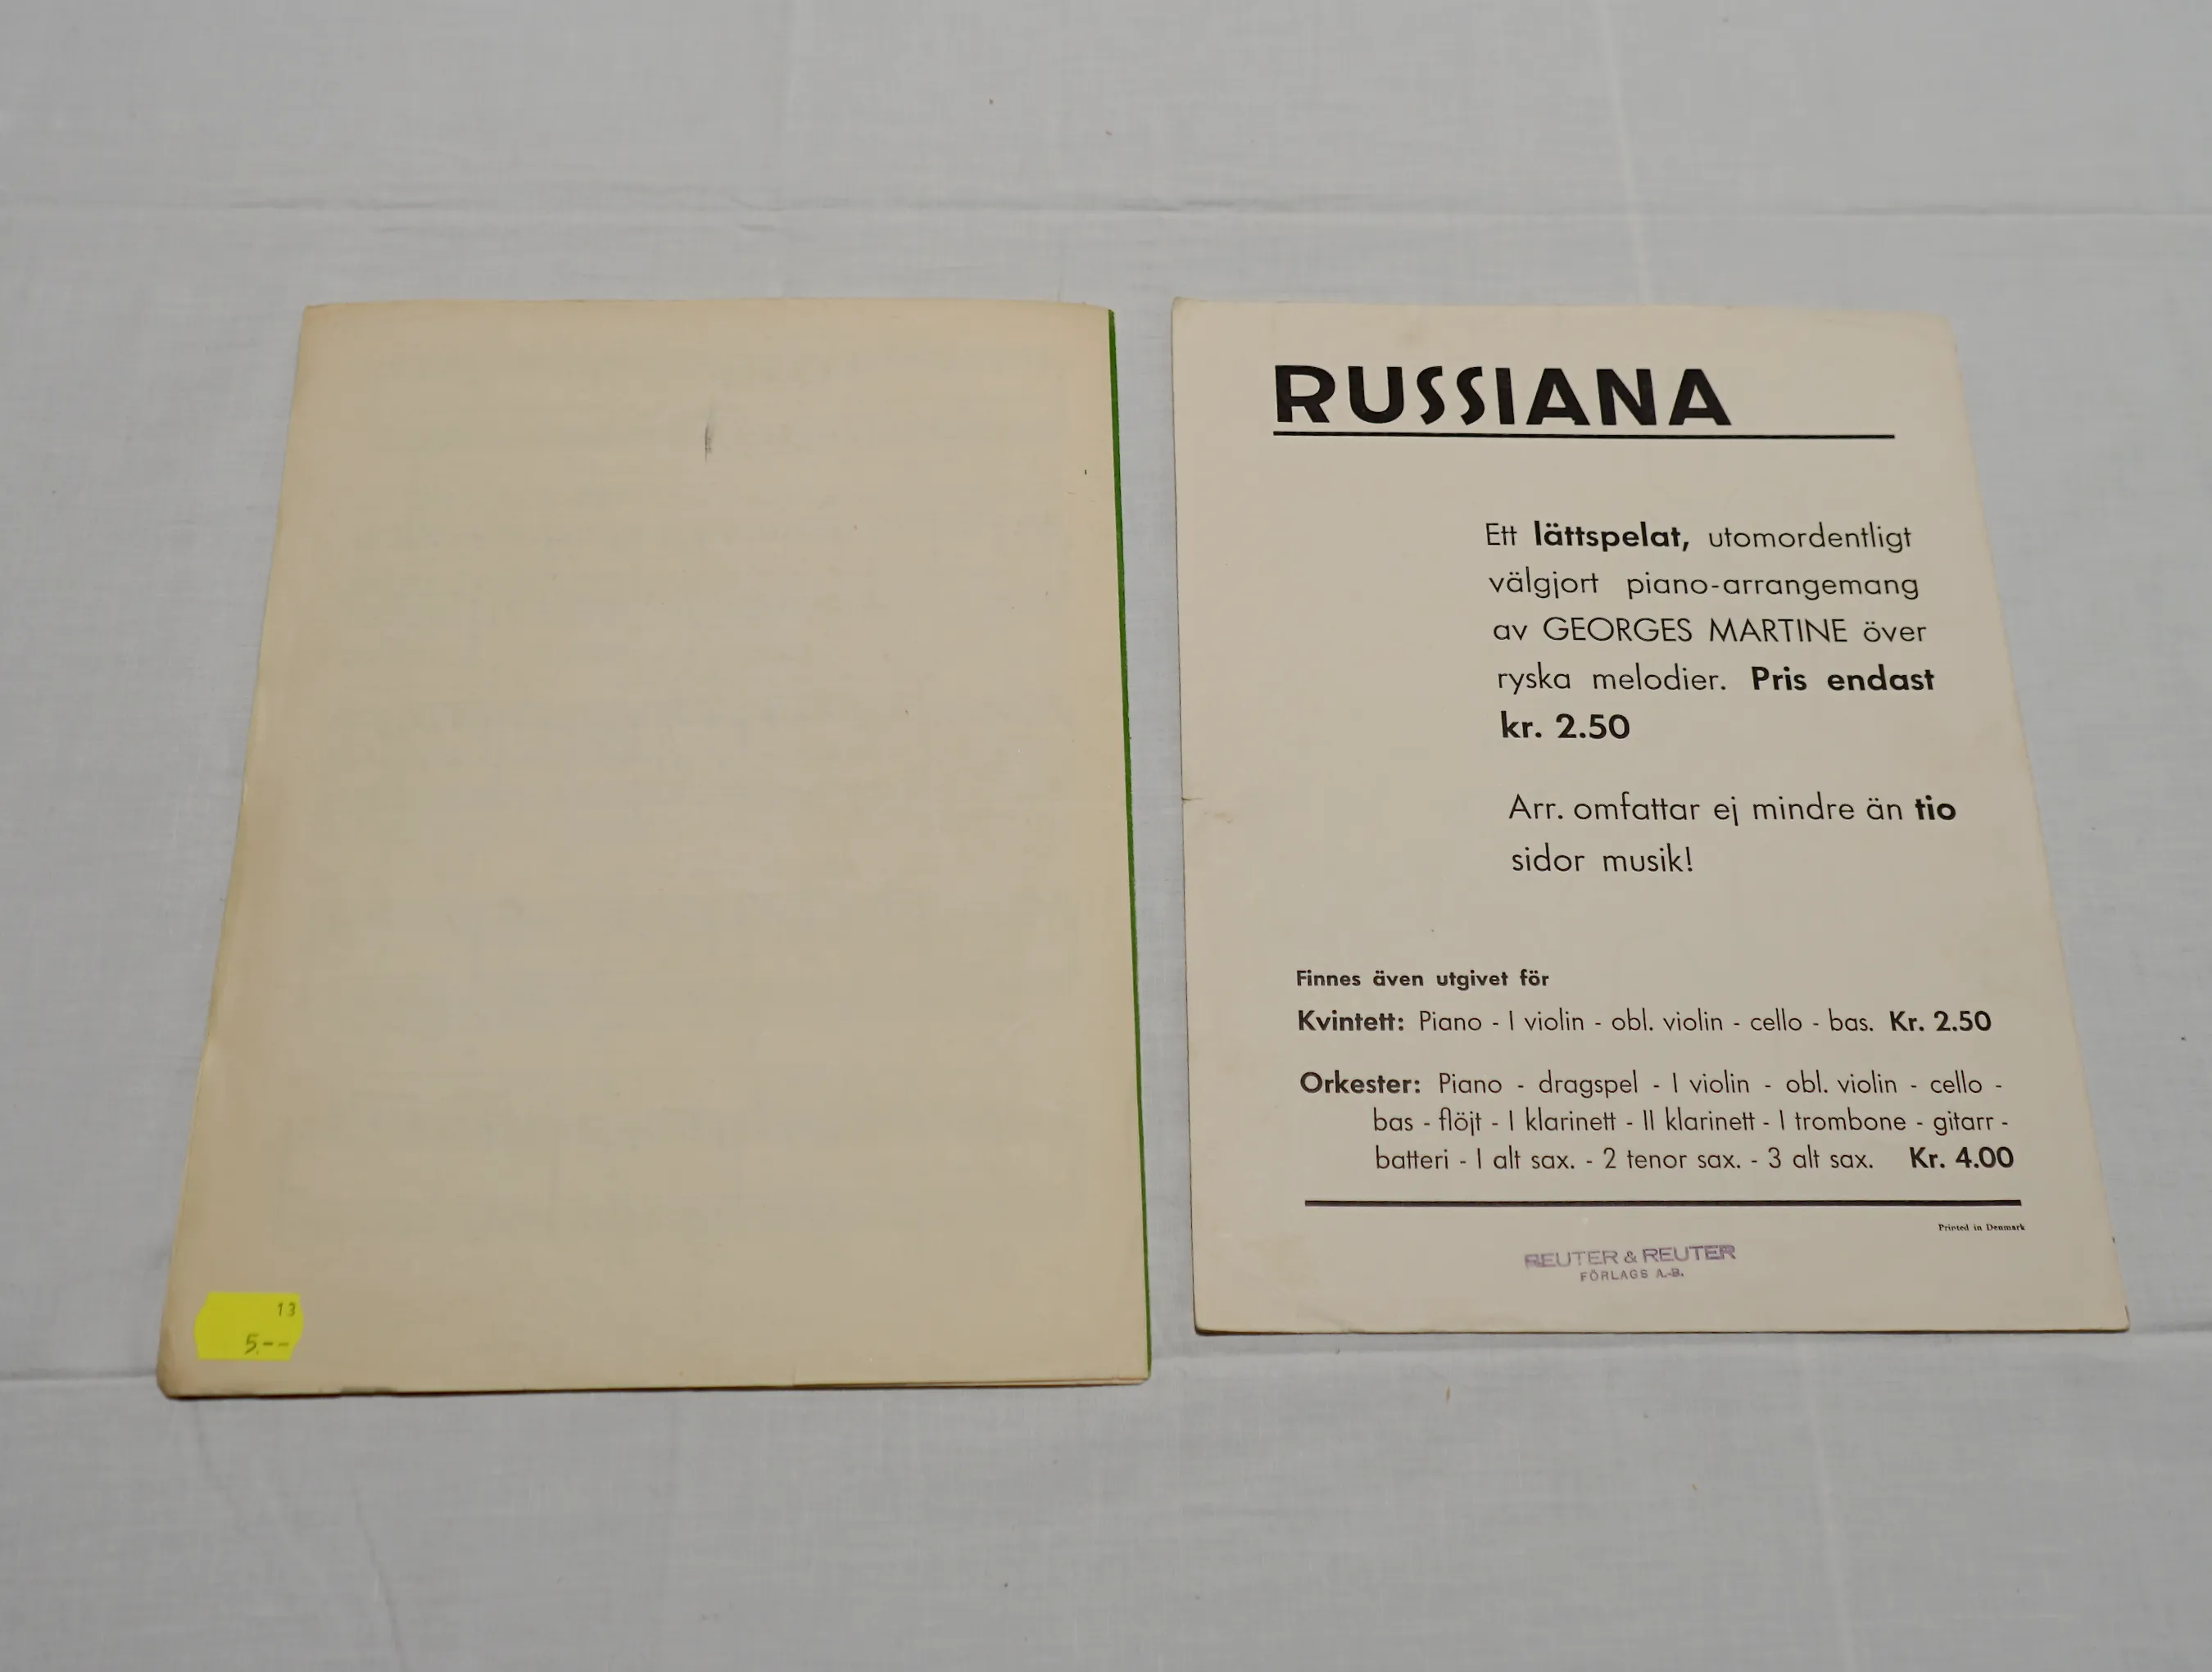 13
5.--
RUSSIANA
Ett lättspelat, utomordentligt
välgjort piano-arrangemang
av GEORGES MARTINE över
ryska melodier. Pris endast
kr. 2.50
Arr. omfattar ej mindre än tio
sidor musik!
Finnes även utgivet för
Kvintett: Piano - I violin - obl. violin - cello - bas. Kr. 2.50
Orkester: Piano - dragspel - I violin - obl. violin - cello -
bas - flöjt - I klarinett - II klarinett - I trombone - gitarr -
batteri - I alt sax. - 2 tenor sax. - 3 alt sax. Kr. 4.00
Printed in Denmark
REUTER & REUTER
FÖRLAGS A.-B.